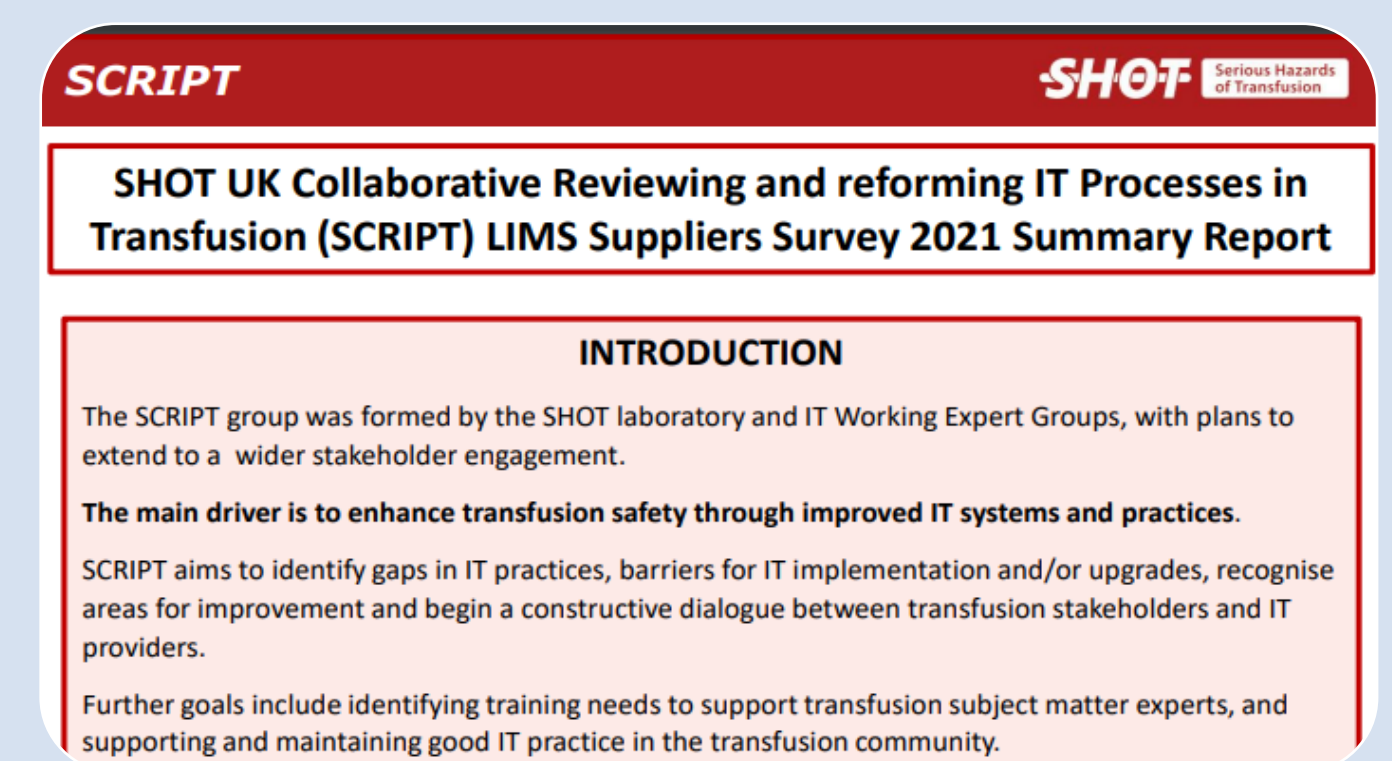 SCRIPT
SHOT
Serious Hazards
of Transfusion
SHOT UK Collaborative Reviewing and reforming IT Processes in
Transfusion (SCRIPT) LIMS Suppliers Survey 2021 Summary Report
INTRODUCTION
The SCRIPT group was formed by the SHOT laboratory and IT Working Expert Groups, with plans to
extend to a wider stakeholder engagement.
The main driver is to enhance transfusion safety through improved IT systems and practices.
SCRIPT aims to identify gaps in IT practices, barriers for IT implementation and/or upgrades, recognise
areas for improvement and begin a constructive dialogue between transfusion stakeholders and IT
providers.
Further goals include identifying training needs to support transfusion subject matter experts, and
supporting and maintaining good IT practice in the transfusion community.